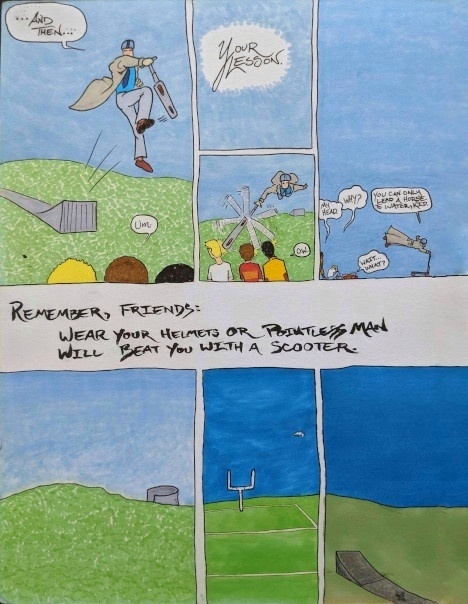 ...AND
THEN...
YOUR
LESSON.
UM.
OW.
MY
HEAD.
WHY?
YOU CAN ONLY
LEAD A HORSE
WATER, KID.
WAIT...
WHAT?
REMEMBER, FRIENDS:
WEAR YOUR HELMETS OR POINTLESS MAN
WILL BEAT YOU WITH A SCOOTER.